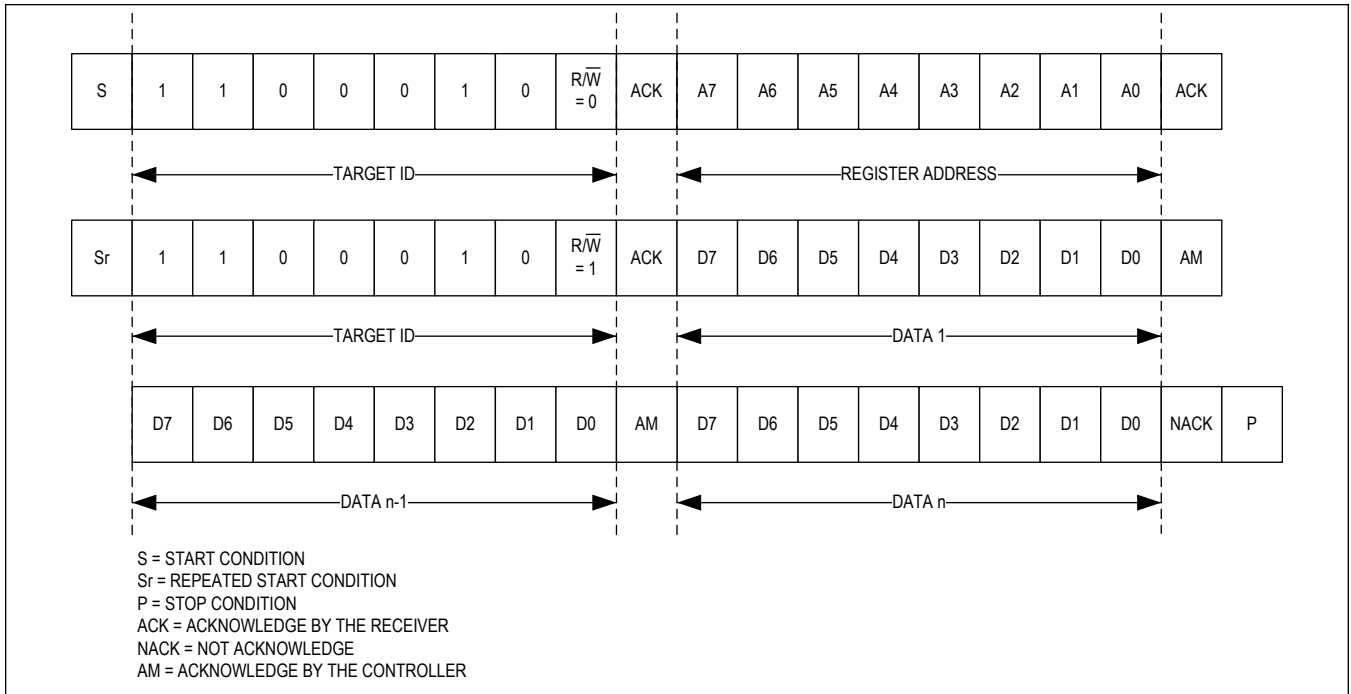 S 1 1 0 0 0 1 0 R/W̅ = 0 ACK A7 A6 A5 A4 A3 A2 A1 A0 ACK
TARGET ID REGISTER ADDRESS
Sr 1 1 0 0 0 1 0 R/W̅ = 1 ACK D7 D6 D5 D4 D3 D2 D1 D0 AM
TARGET ID DATA 1
D7 D6 D5 D4 D3 D2 D1 D0 AM D7 D6 D5 D4 D3 D2 D1 D0 NACK P
DATA n-1 DATA n
S = START CONDITION
Sr = REPEATED START CONDITION
P = STOP CONDITION
ACK = ACKNOWLEDGE BY THE RECEIVER
NACK = NOT ACKNOWLEDGE
AM = ACKNOWLEDGE BY THE CONTROLLER